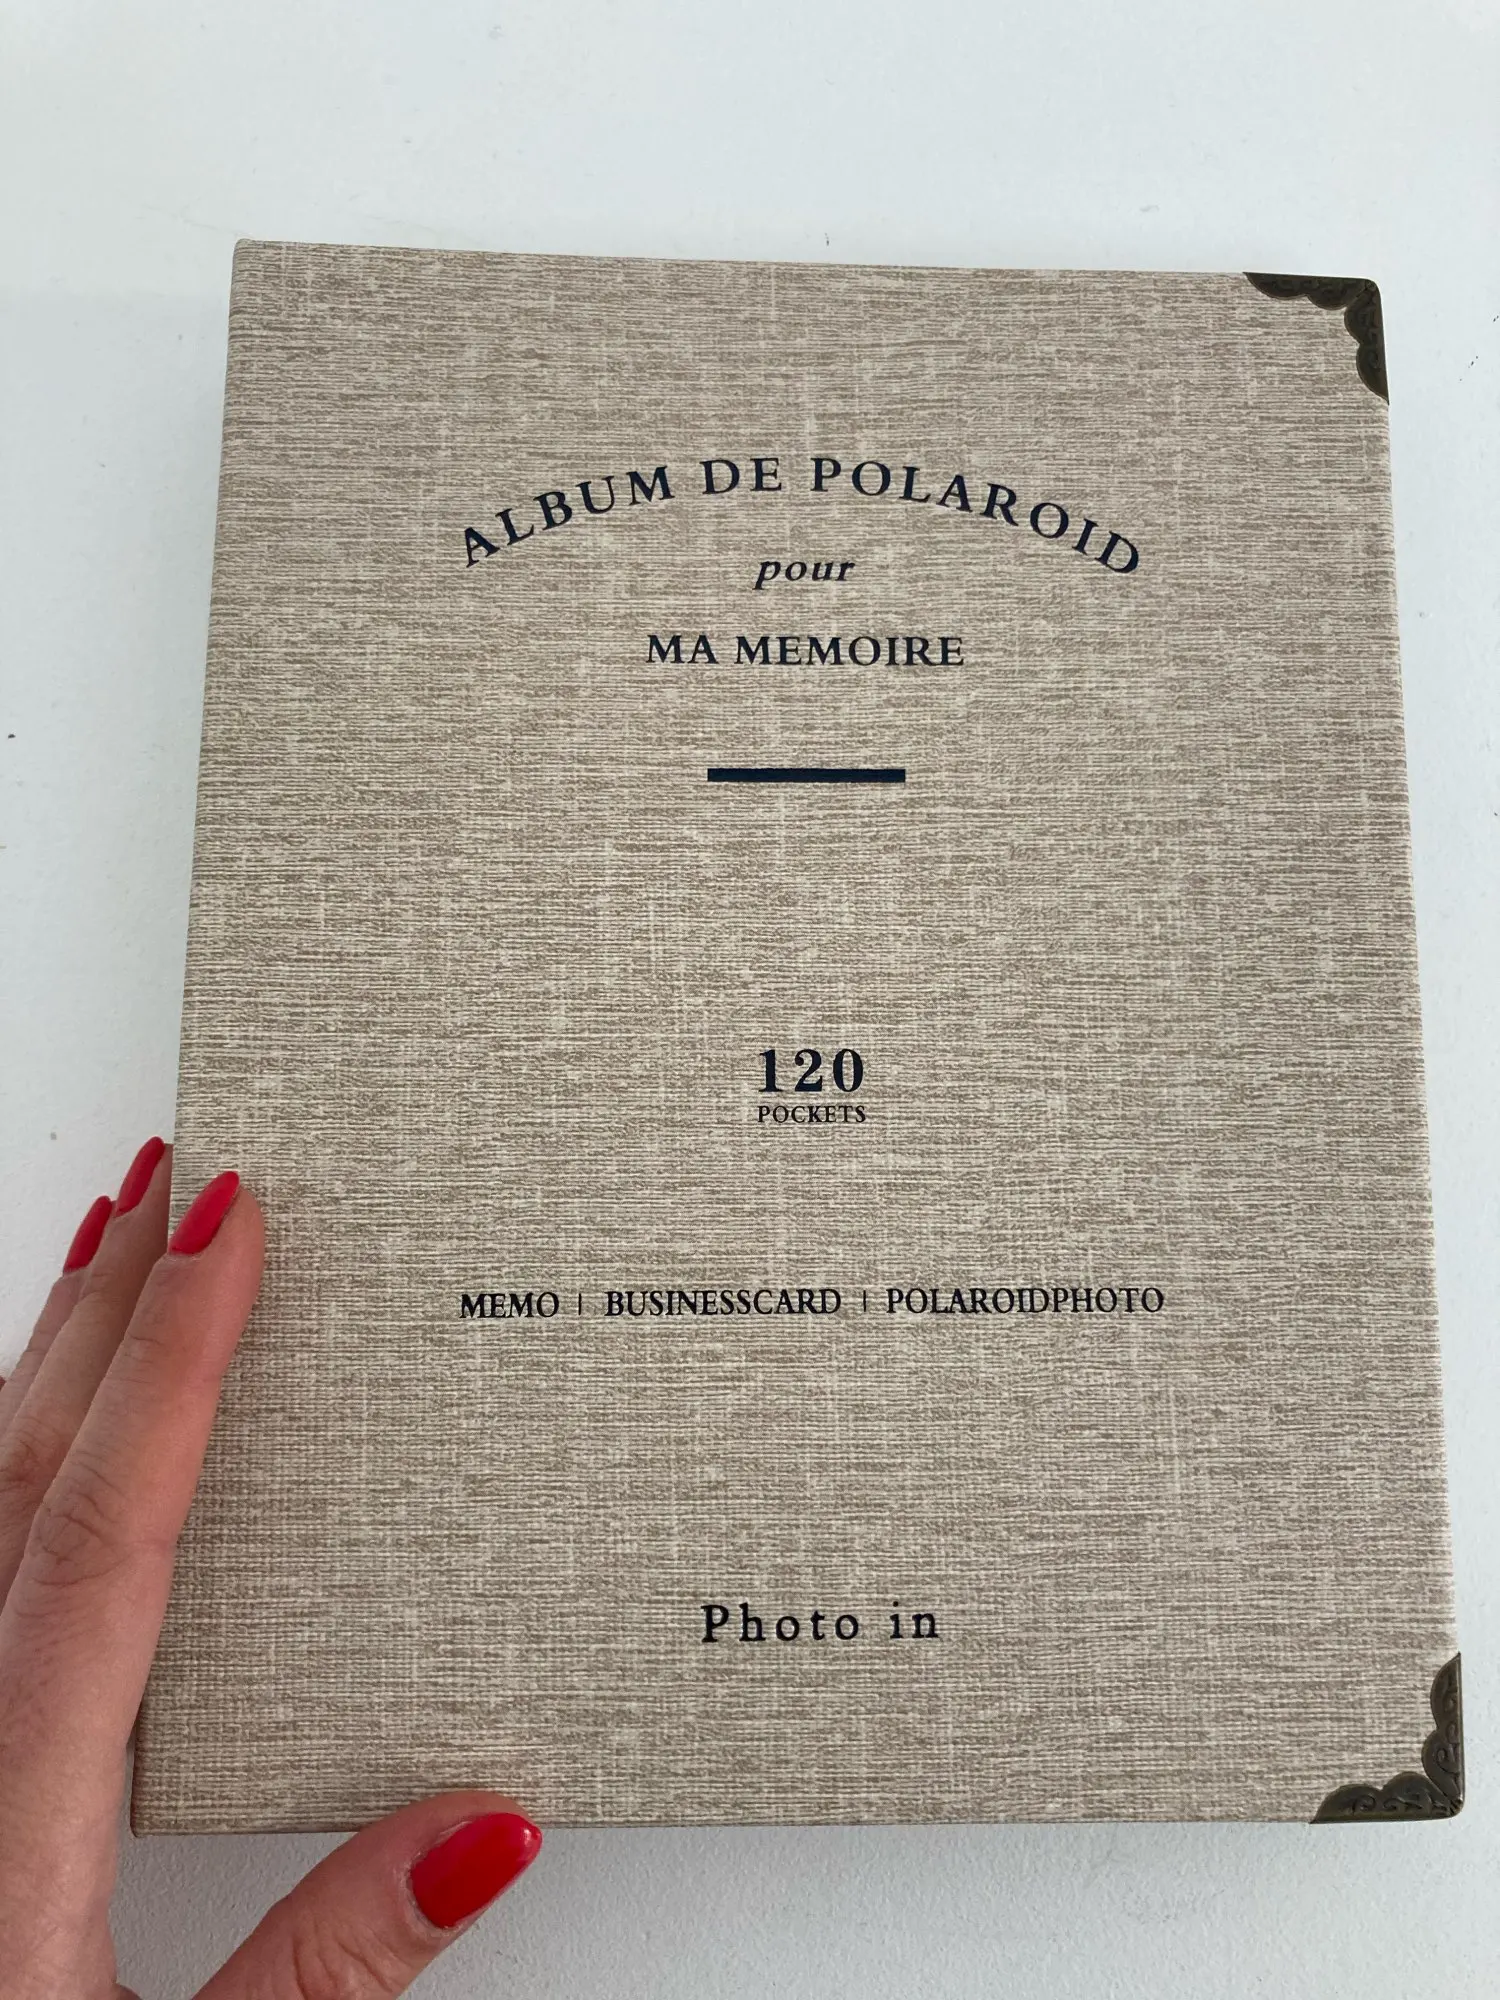 ALBUM DE POLAROID
pour
MA MEMOIRE
120
POCKETS
MEMO | BUSINESSCARD | POLAROIDPHOTO
Photo in